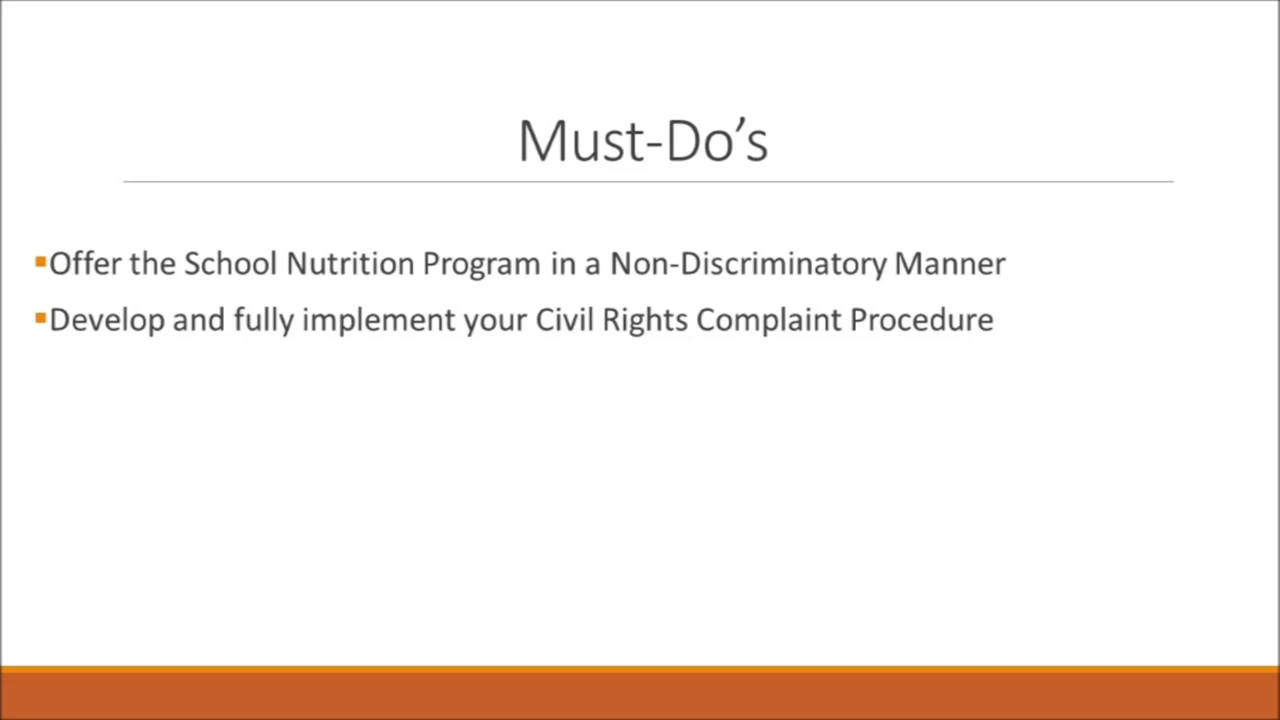 Must-Do’s
▪Offer the School Nutrition Program in a Non-Discriminatory Manner
▪Develop and fully implement your Civil Rights Complaint Procedure